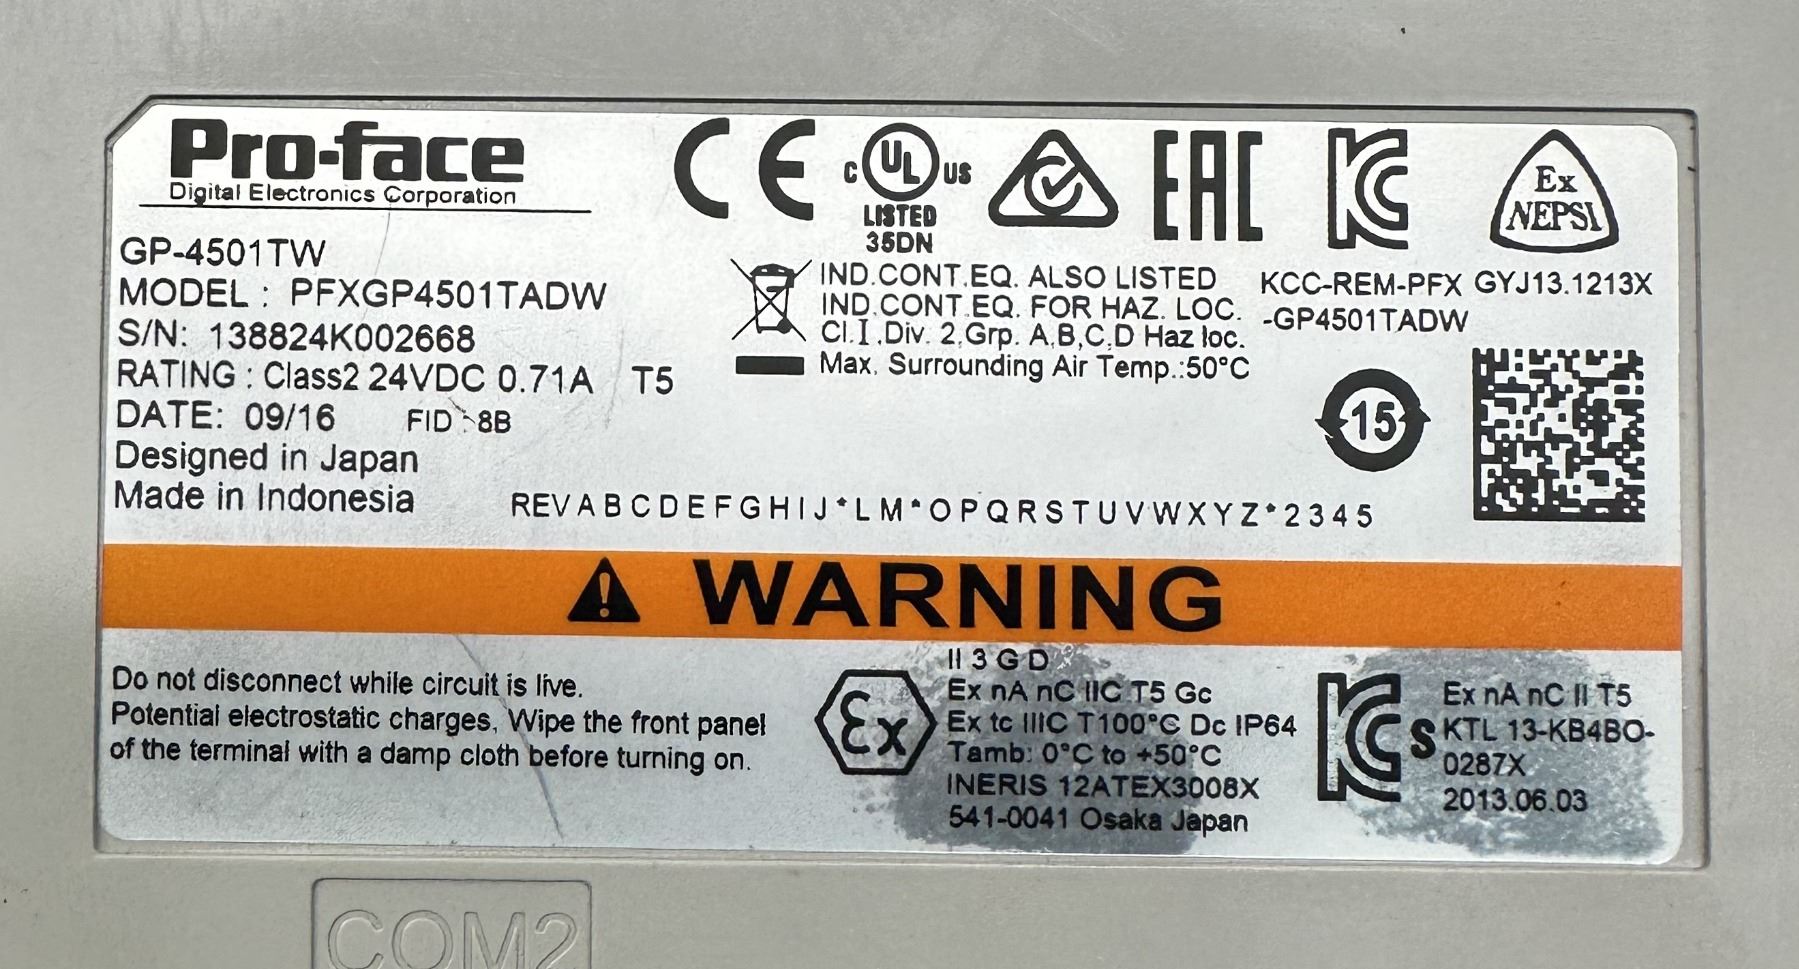 Pro-face
Digital Electronics Corporation
CE
C UL US
LISTED
35DN
EAC
KC
Ex
NEPSI
GP-4501TW
MODEL : PFXGP4501TADW
S/N: 138824K002668
RATING : Class2 24VDC 0.71A T5
DATE: 09/16 FID : 8B
Designed in Japan
Made in Indonesia
IND.CONT.EQ. ALSO LISTED
IND.CONT.EQ. FOR HAZ. LOC.
Cl.I,Div. 2,Grp. A,B,C,D Haz loc.
Max. Surrounding Air Temp.:50°C
KCC-REM-PFX
-GP4501TADW
GYJ13.1213X
15
REV A B C D E F G H I J * L M * O P Q R S T U V W X Y Z * 2 3 4 5
WARNING
Do not disconnect while circuit is live.
Potential electrostatic charges, Wipe the front panel
of the terminal with a damp cloth before turning on.
Ex
II 3 G D
Ex nA nC IIC T5 Gc
Ex tc IIIC T100°C Dc IP64
Tamb: 0°C to +50°C
INERIS 12ATEX3008X
541-0041 Osaka Japan
KCs
Ex nA nC II T5
KTL 13-KB4BO-
0287X
2013.06.03
COM2